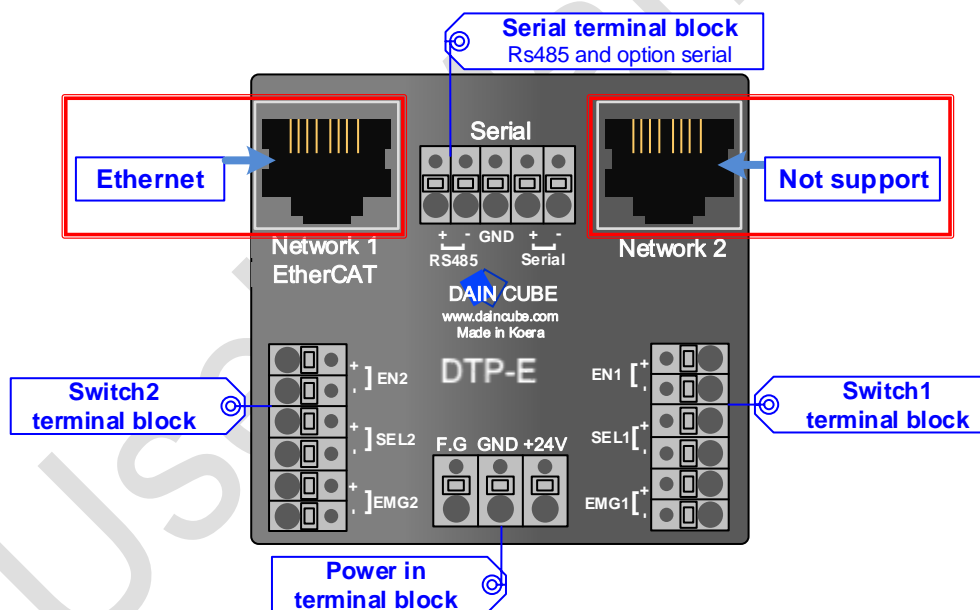 Serial terminal block
Rs485 and option serial
Ethernet
Not support
Serial
+ - GND + -
RS485 Serial
Network 1
EtherCAT
Network 2
DAIN CUBE
www.daincube.com
Made in Koera
DTP-E
Switch2
terminal block
+
-
EN2
+
-
SEL2
+
-
EMG2
EN1
+
-
SEL1
+
-
EMG1
+
-
Switch1
terminal block
F.G GND +24V
Power in
terminal block